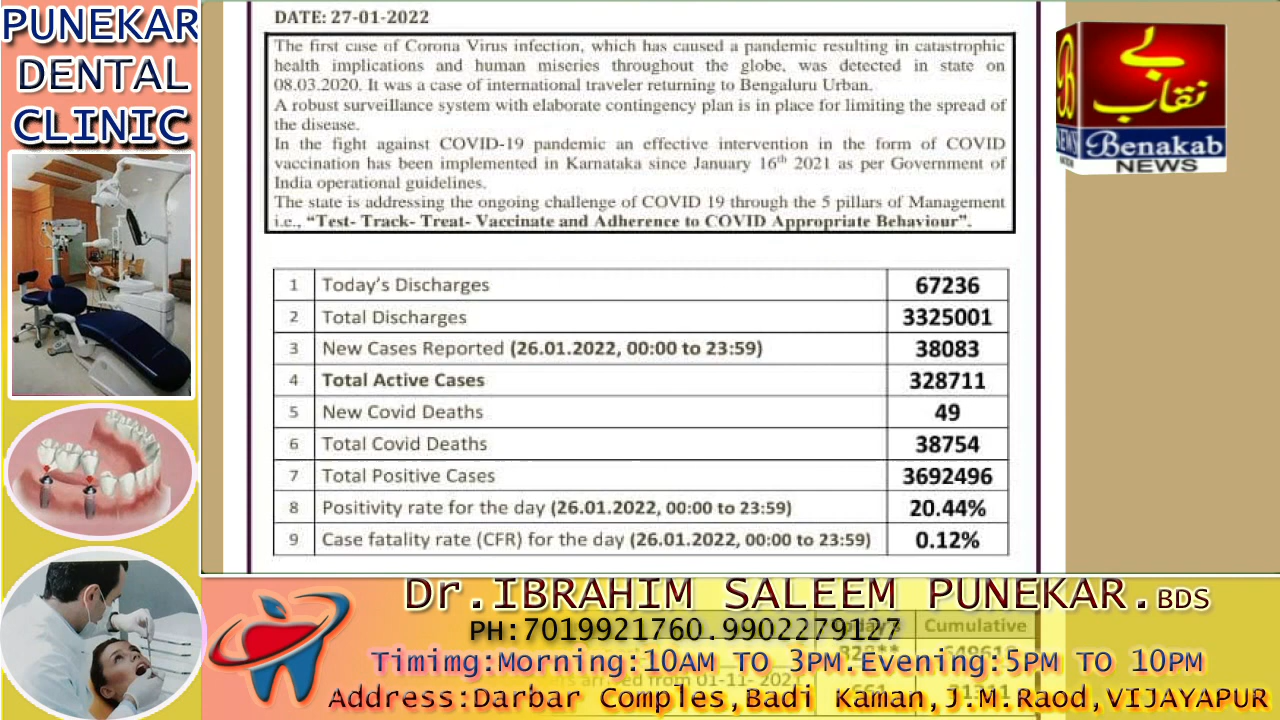 PUNEKAR
DENTAL
CLINIC
DATE: 27-01-2022
The first case of Corona Virus infection, which has caused a pandemic resulting in catastrophic
health implications and human miseries throughout the globe, was detected in state on
08.03.2020. It was a case of international traveler returning to Bengaluru Urban.
A robust surveillance system with elaborate contingency plan is in place for limiting the spread of
the disease.
In the fight against COVID-19 pandemic an effective intervention in the form of COVID
vaccination has been implemented in Karnataka since January 16th 2021 as per Government of
India operational guidelines.
The state is addressing the ongoing challenge of COVID 19 through the 5 pillars of Management
i.e., “Test- Track- Treat- Vaccinate and Adherence to COVID Appropriate Behaviour”.
1 Today’s Discharges 67236
2 Total Discharges 3325001
3 New Cases Reported (26.01.2022, 00:00 to 23:59) 38083
4 Total Active Cases 328711
5 New Covid Deaths 49
6 Total Covid Deaths 38754
7 Total Positive Cases 3692496
8 Positivity rate for the day (26.01.2022, 00:00 to 23:59) 20.44%
9 Case fatality rate (CFR) for the day (26.01.2022, 00:00 to 23:59) 0.12%
بے
نقاب
B
NEWS
Benakab
NEWS
Dr.IBRAHIM SALEEM PUNEKAR.BDS
PH:7019921760.9902279127
Cumulative
Timimg:Morning:10AM TO 3PM.Evening:5PM TO 10PM
from 01-11-
Address:Darbar Comples,Badi Kaman,J.M.Raod,VIJAYAPUR